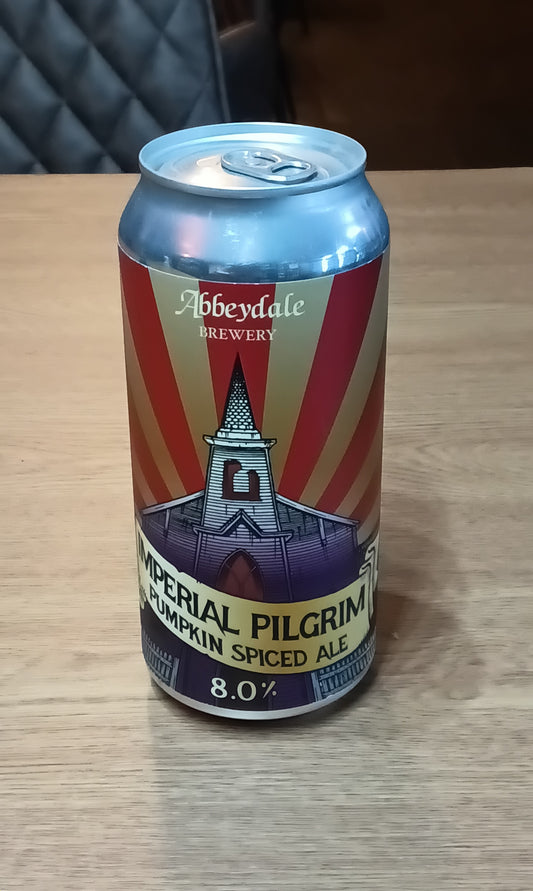 Abbeydale
BREWERY
IMPERIAL PILGRIM
PUMPKIN SPICED ALE
8.0%